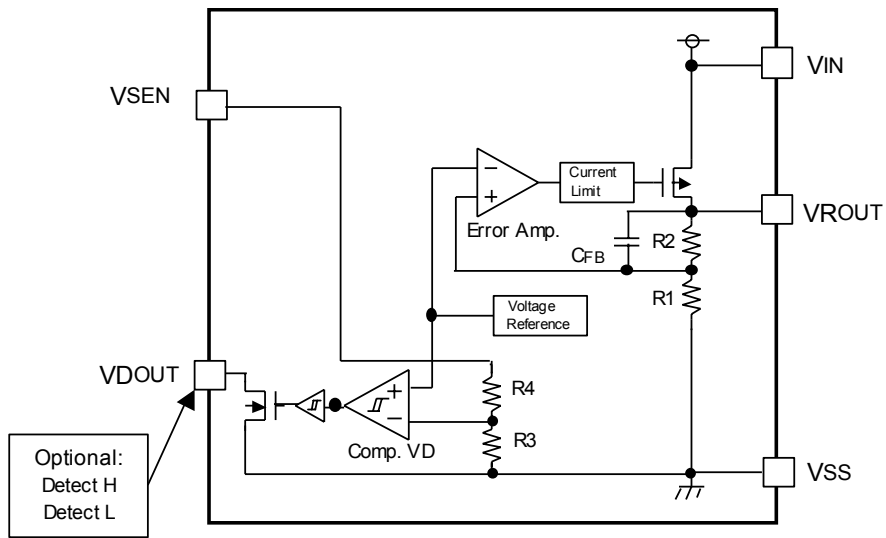 VIN
VSEN
Current
Limit
−
+
VROUT
Error Amp.
R2
CFB
R1
Voltage
Reference
VDOUT
R4
+
−
R3
Comp. VD
Optional:
Detect H
Detect L
VSS